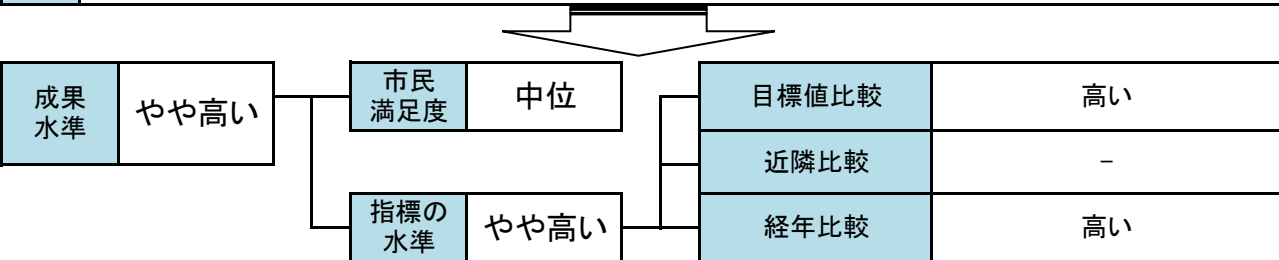 成果
水準
やや高い
市民
満足度
中位
指標の
水準
やや高い
目標値比較
高い
近隣比較
－
経年比較
高い